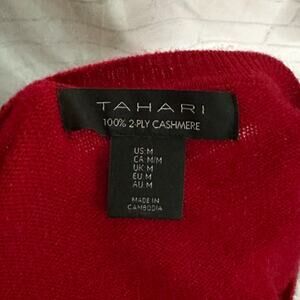 TAHARI
100% 2-PLY CASHMERE
US:M
CA:M/M
UK:M
EU:M
AU:M
MADE IN
CAMBODIA